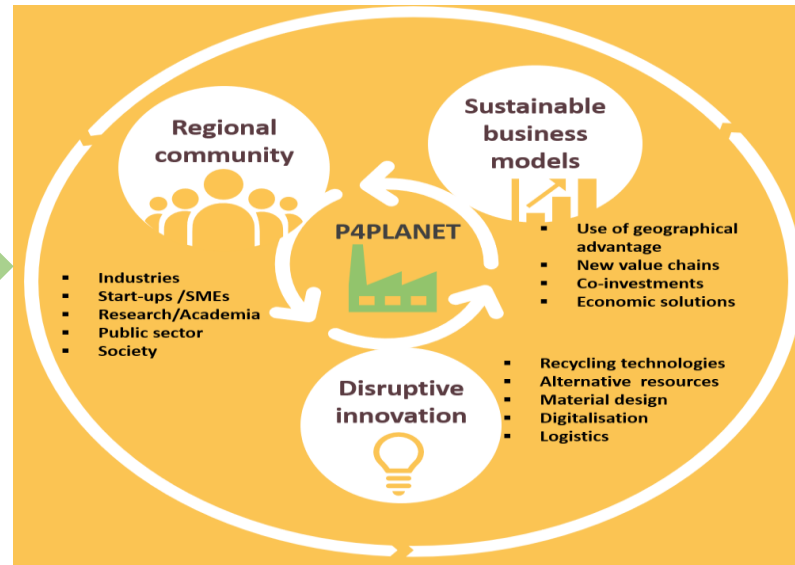 Regional
community
Sustainable
business
models
P4PLANET
▪ Industries
▪ Start-ups /SMEs
▪ Research/Academia
▪ Public sector
▪ Society
▪ Use of geographical
advantage
▪ New value chains
▪ Co-investments
▪ Economic solutions
Disruptive
innovation
▪ Recycling technologies
▪ Alternative resources
▪ Material design
▪ Digitalisation
▪ Logistics